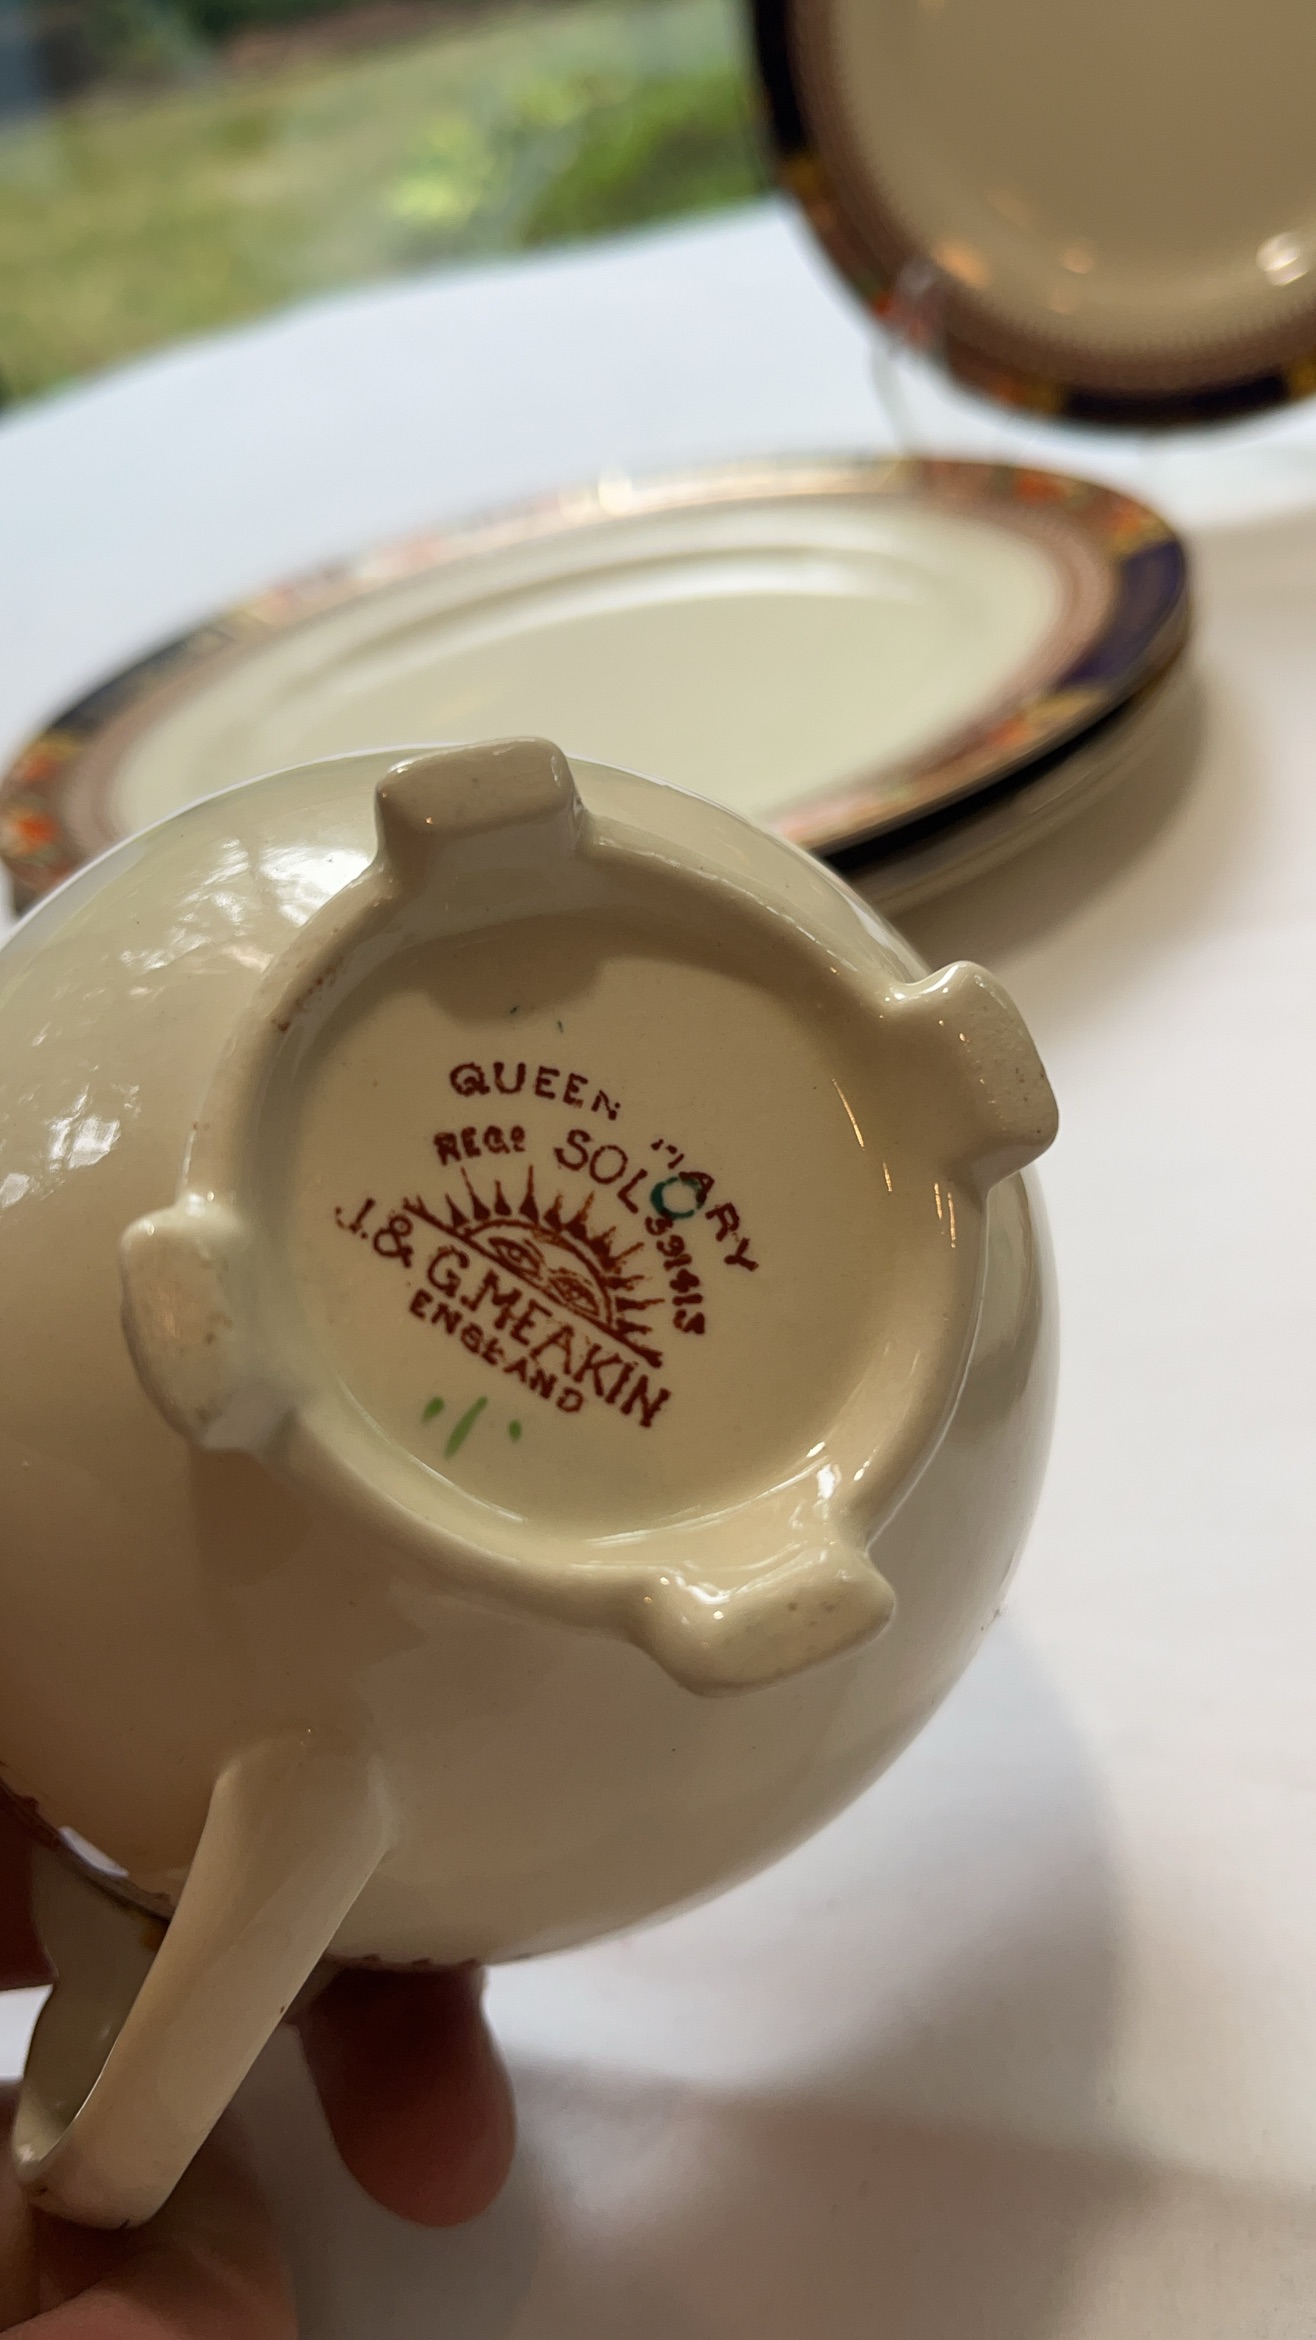 QUEEN MARY
REGD SOL 391413
J. & G. MEAKIN
ENGLAND